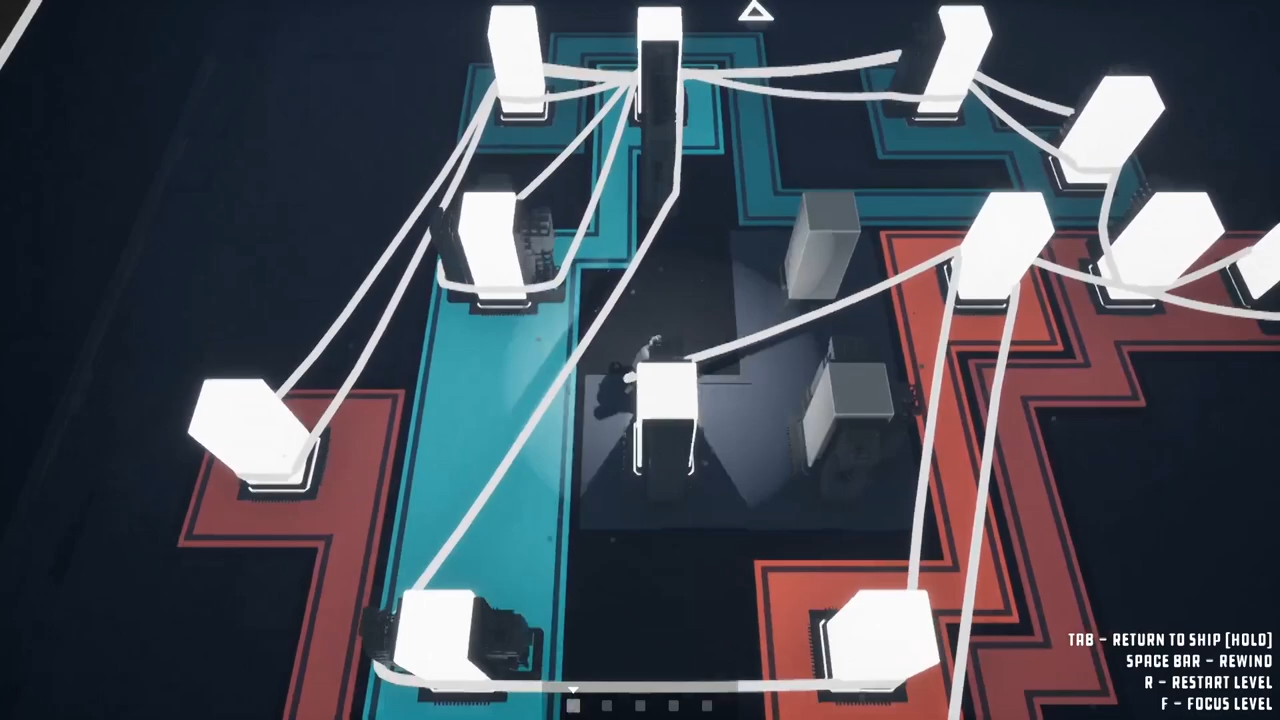 TAB - RETURN TO SHIP [HOLD]
SPACE BAR - REWIND
R - RESTART LEVEL
F - FOCUS LEVEL